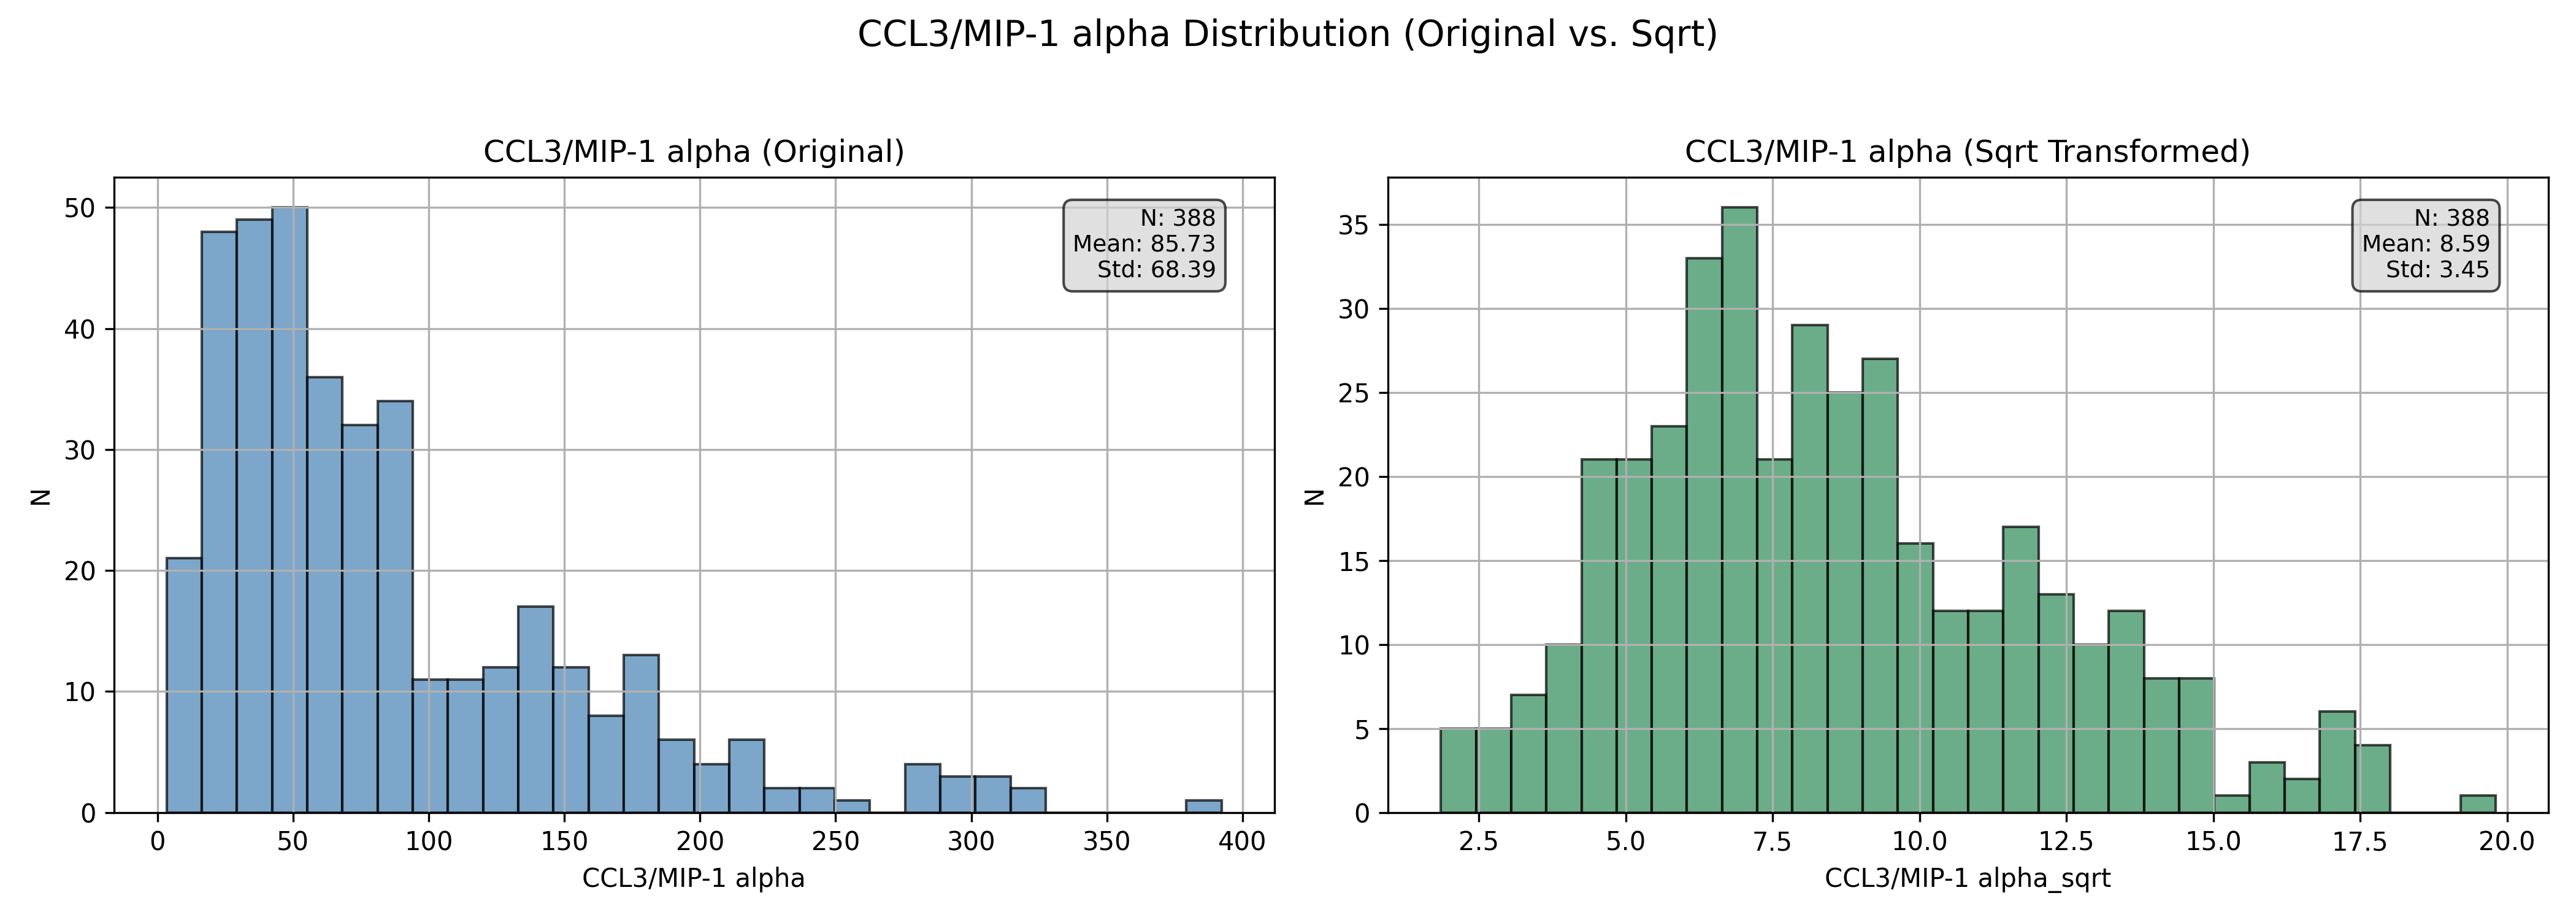 CCL3/MIP-1 alpha Distribution (Original vs. Sqrt)
CCL3/MIP-1 alpha (Original)
N: 388
Mean: 85.73
Std: 68.39
50
40
30
20
10
0
N
0 50 100 150 200 250 300 350 400
CCL3/MIP-1 alpha
CCL3/MIP-1 alpha (Sqrt Transformed)
N: 388
Mean: 8.59
Std: 3.45
35
30
25
20
15
10
5
0
N
2.5 5.0 7.5 10.0 12.5 15.0 17.5 20.0
CCL3/MIP-1 alpha_sqrt